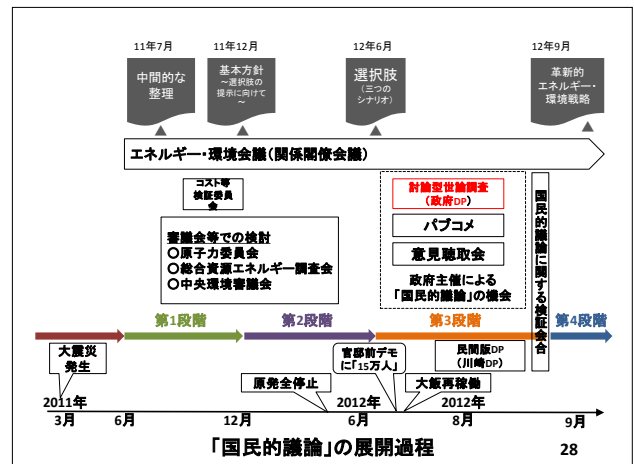 11年7月
11年12月
12年6月
12年9月
中間的な
整理
基本方針
～選択肢の
提示に向けて
～
選択肢
(三つの
シナリオ)
革新的
エネルギー・
環境戦略
エネルギー・環境会議(関係閣僚会議)
コスト等
検証委員
会
審議会等での検討
○原子力委員会
○総合資源エネルギー調査会
○中央環境審議会
討論型世論調査
(政府DP)
パブコメ
意見聴取会
政府主催による
「国民的議論」の機会
国民的議論に関する検証会合
第1段階
第2段階
第3段階
第4段階
大震災
発生
官邸前デモ
に「15万人」
民間版DP
(川崎DP)
原発全停止
大飯再稼働
2011年
2012年
2012年
3月
6月
12月
6月
8月
9月
「国民的議論」の展開過程
28